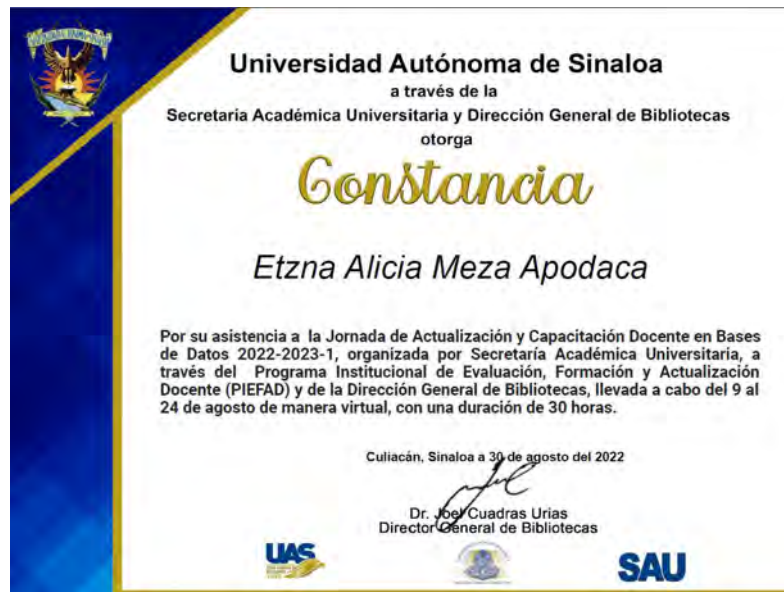 Universidad Autónoma de Sinaloa
a través de la
Secretaría Académica Universitaria y Dirección General de Bibliotecas
otorga
Constancia
Etzna Alicia Meza Apodaca
Por su asistencia a la Jornada de Actualización y Capacitación Docente en Bases
de Datos 2022-2023-1, organizada por Secretaría Académica Universitaria, a
través del Programa Institucional de Evaluación, Formación y Actualización
Docente (PIEFAD) y de la Dirección General de Bibliotecas, llevada a cabo del 9 al
24 de agosto de manera virtual, con una duración de 30 horas.
Culiacán, Sinaloa a 30 de agosto del 2022
Dr. Joel Cuadras Urias
Director General de Bibliotecas
UAS
SAU